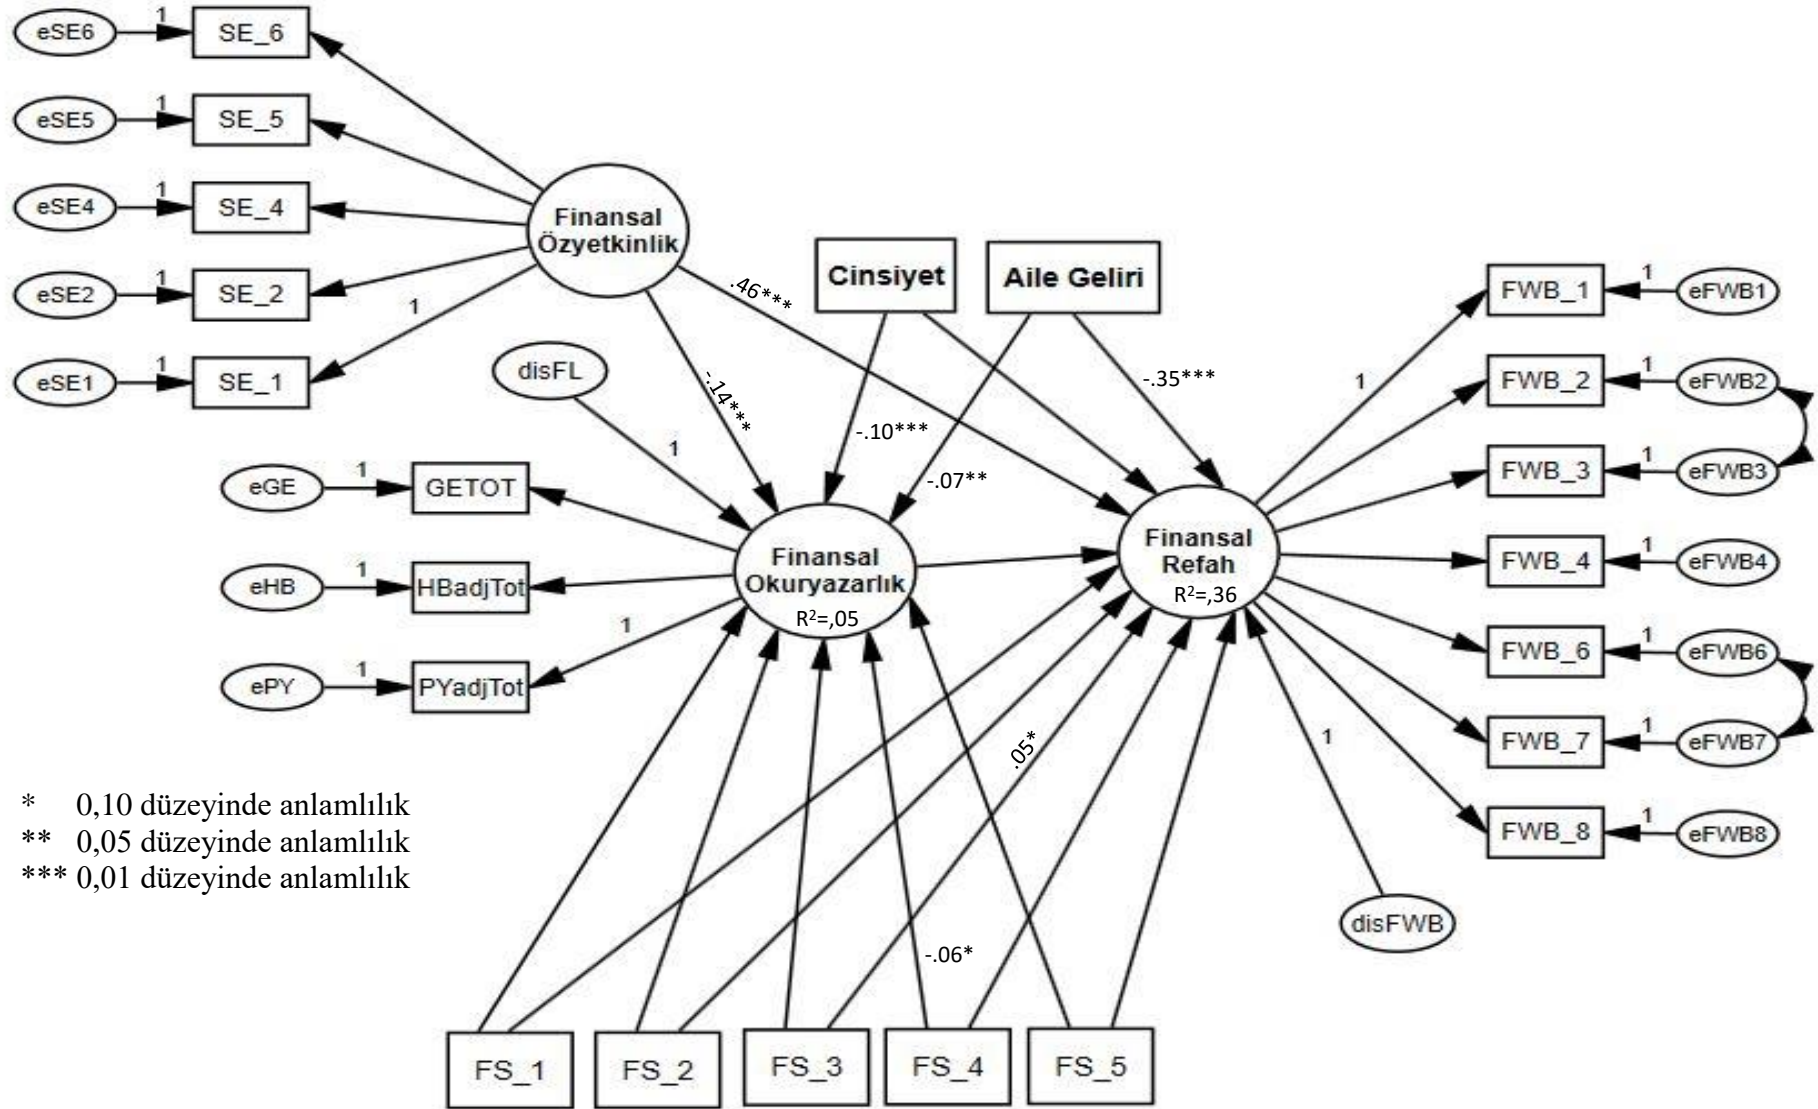 eSE6
1
SE_6
eSE5
1
SE_5
eSE4
1
SE_4
eSE2
1
SE_2
1
eSE1
1
SE_1
Finansal
Özyetkinlik
Cinsiyet
Aile Geliri
.46***
-.14***
-.10***
-.07**
-.35***
disFL
1
eGE
1
GETOT
eHB
1
HBadjTot
1
ePY
1
PYadjTot
Finansal
Okuryazarlık
R²=,05
Finansal
Refah
R²=,36
1
FWB_1
1
eFWB1
FWB_2
1
eFWB2
FWB_3
1
eFWB3
FWB_4
1
eFWB4
FWB_6
1
eFWB6
FWB_7
1
eFWB7
FWB_8
1
eFWB8
1
disFWB
.05*
-.06*
* 0,10 düzeyinde anlamlılık
** 0,05 düzeyinde anlamlılık
*** 0,01 düzeyinde anlamlılık
FS_1
FS_2
FS_3
FS_4
FS_5